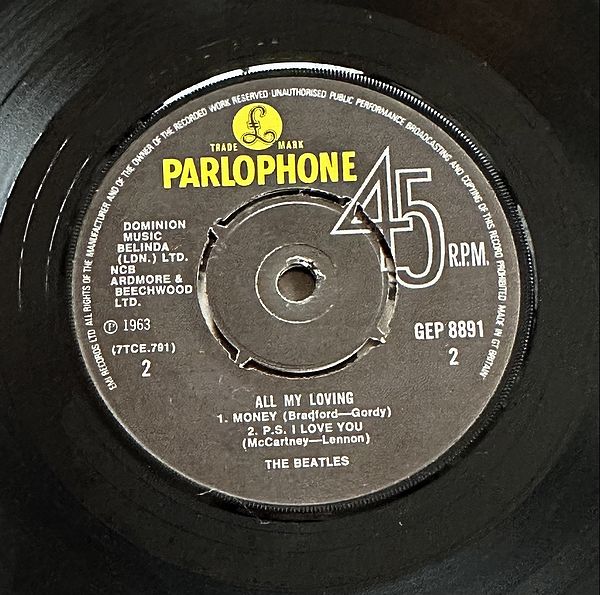 EMI RECORDS LTD ALL RIGHTS OF THE MANUFACTURER AND OF THE OWNER OF THE RECORDED WORK RESERVED·UNAUTHORISED PUBLIC PERFORMANCE BROADCASTING AND COPYING OF THIS RECORD PROHIBITED MADE IN GT BRITAIN
£
TRADE MARK
PARLOPHONE
45 R.P.M.
DOMINION
MUSIC
BELINDA
(LDN.) LTD.
NCB
ARDMORE &
BEECHWOOD
LTD.
℗ 1963
(7TCE.791)
2
GEP 8891
2
ALL MY LOVING
1. MONEY (Bradford—Gordy)
2. P.S. I LOVE YOU
(McCartney—Lennon)
THE BEATLES